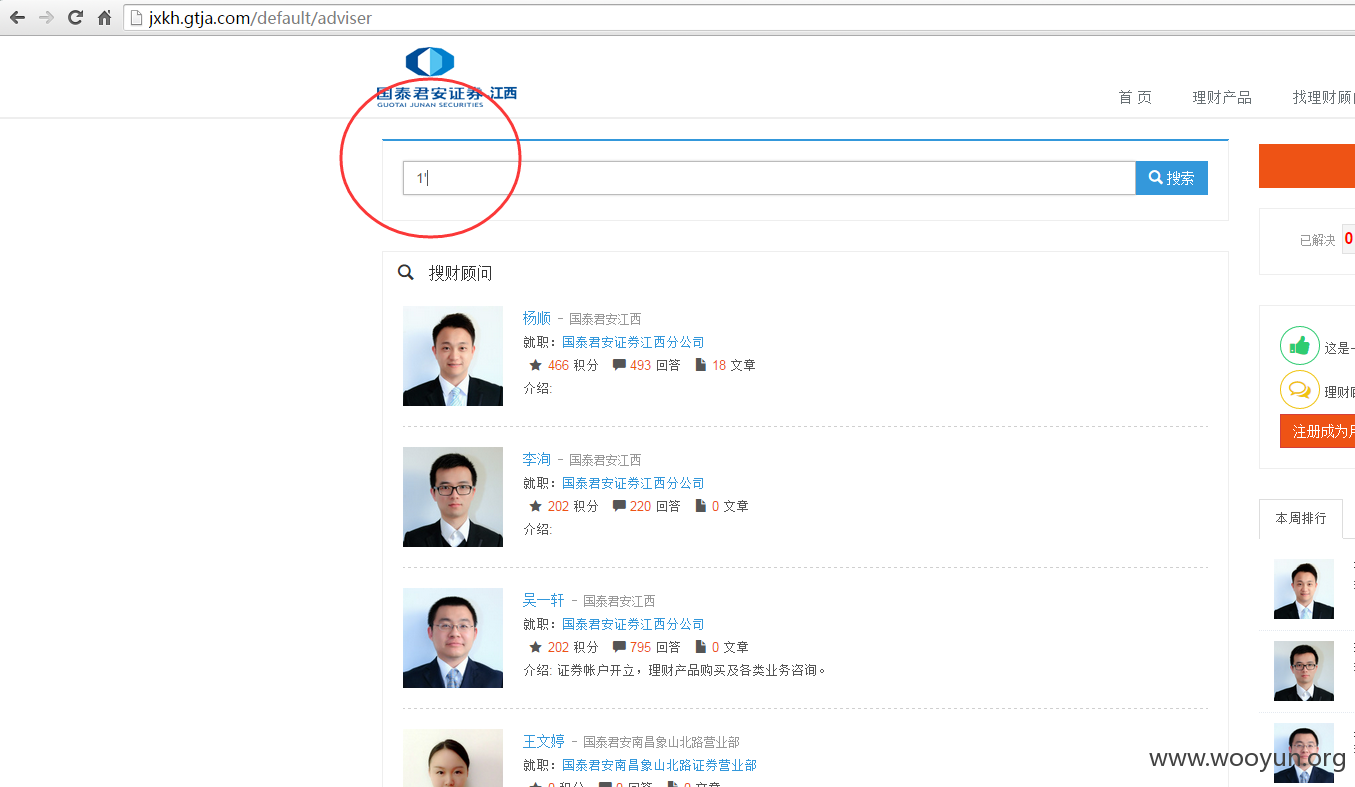 jxkh.gtja.com/default/adviser
国泰君安证券 江西
GUOTAI JUNAN SECURITIES
首 页 理财产品 找理财顾
1'
搜索
已解决 0
搜财顾问
杨顺 - 国泰君安江西
就职：国泰君安证券江西分公司
466 积分 493 回答 18 文章
介绍:
这是
理财
注册成为
李洵 - 国泰君安江西
就职：国泰君安证券江西分公司
202 积分 220 回答 0 文章
介绍:
本周排行
吴一轩 - 国泰君安江西
就职：国泰君安证券江西分公司
202 积分 795 回答 0 文章
介绍: 证券帐户开立，理财产品购买及各类业务咨询。
王文婷 - 国泰君安南昌象山北路营业部
就职：国泰君安南昌象山北路证券营业部
0 积分 0 回答 0 文章
www.wooyun.org